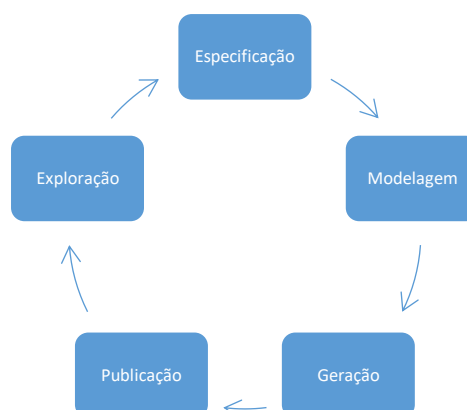 Especificação
Modelagem
Geração
Publicação
Exploração